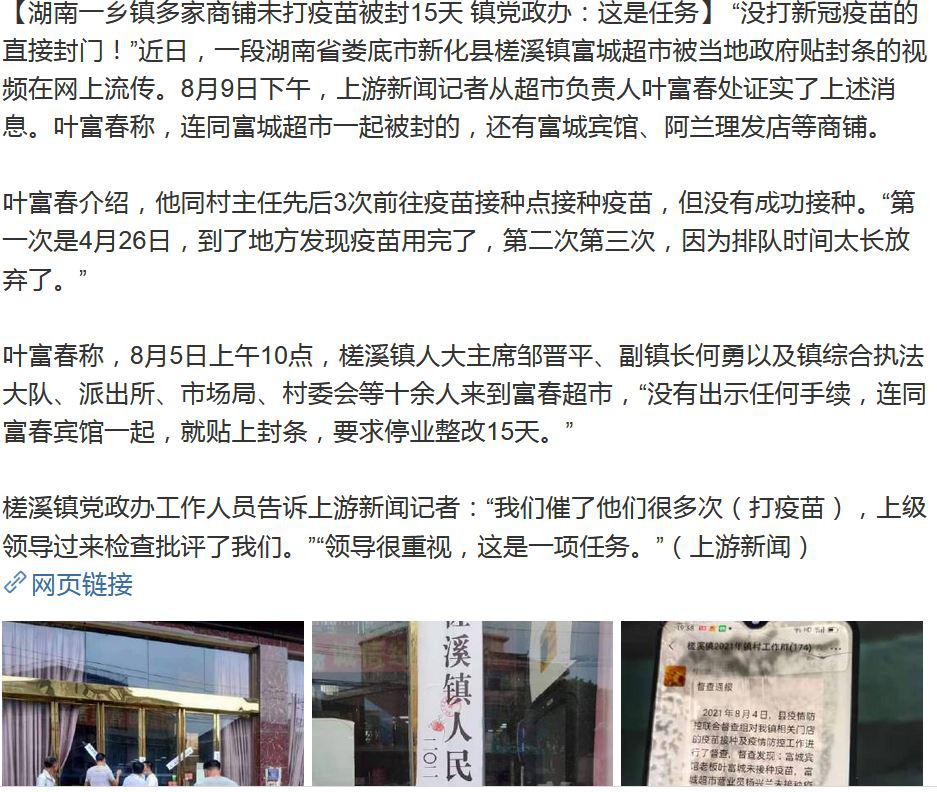 【湖南一乡镇多家商铺未打疫苗被封15天 镇党政办：这是任务】 “没打新冠疫苗的
直接封门！”近日，一段湖南省娄底市新化县槎溪镇富城超市被当地政府贴封条的视
频在网上流传。8月9日下午，上游新闻记者从超市负责人叶富春处证实了上述消
息。叶富春称，连同富城超市一起被封的，还有富城宾馆、阿兰理发店等商铺。
叶富春介绍，他同村主任先后3次前往疫苗接种点接种疫苗，但没有成功接种。“第
一次是4月26日，到了地方发现疫苗用完了，第二次第三次，因为排队时间太长放
弃了。”
叶富春称，8月5日上午10点，槎溪镇人大主席邹晋平、副镇长何勇以及镇综合执法
大队、派出所、市场局、村委会等十余人来到富春超市，“没有出示任何手续，连同
富春宾馆一起，就贴上封条，要求停业整改15天。”
槎溪镇党政办工作人员告诉上游新闻记者：“我们催了他们很多次（打疫苗），上级
领导过来检查批评了我们。”“领导很重视，这是一项任务。”（上游新闻）
网页链接
溪镇人民
二〇二
槎溪镇2021年镇村工作群(174)
督查通报
2021年8月4日，县疫情防
控联合督查组对我镇相关门店
的疫苗接种及疫情防控工作进
行了督查，督查发现：富城宾
馆老板叶富城未接种疫苗，富
城超市营业员杨兴兰未接种疫